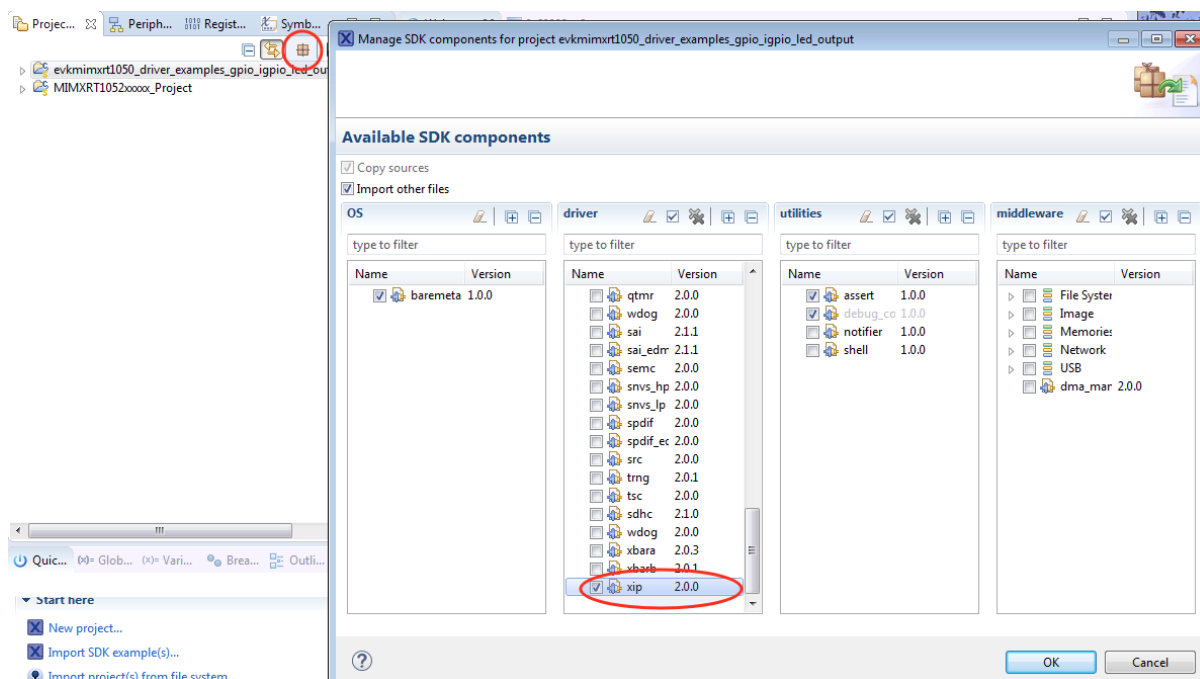 Projec... Periph... Regist... Symb...
evkmimxrt1050_driver_examples_gpio_igpio_led_ou
MIMXRT1052xxxxx_Project
Quic... (x)= Glob... (x)= Vari... Brea... Outli...
Start here
New project...
Import SDK example(s)...
Import project(s) from file system
Manage SDK components for project evkmimxrt1050_driver_examples_gpio_igpio_led_output
Available SDK components
Copy sources
Import other files
OS
type to filter
Name Version
baremeta 1.0.0
driver
type to filter
Name Version
qtmr 2.0.0
wdog 2.0.0
sai 2.1.1
sai_edm 2.1.1
semc 2.0.0
snvs_hp 2.0.0
snvs_lp 2.0.0
spdif 2.0.0
spdif_ec 2.0.0
src 2.0.0
trng 2.0.1
tsc 2.0.0
sdhc 2.1.0
wdog 2.0.0
xbara 2.0.3
xbarb 2.0.1
xip 2.0.0
utilities
type to filter
Name Version
assert 1.0.0
debug_co 1.0.0
notifier 1.0.0
shell 1.0.0
middleware
type to filter
Name Version
File Syster
Image
Memories
Network
USB
dma_mar 2.0.0
OK Cancel